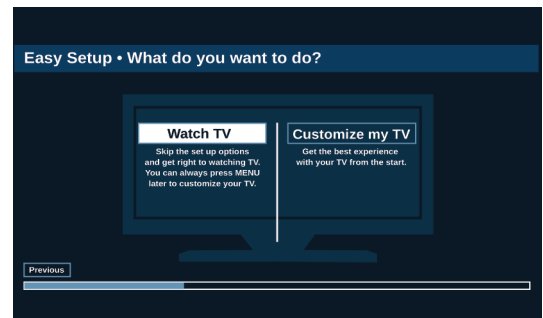 Easy Setup • What do you want to do?
Watch TV
Skip the set up options
and get right to watching TV.
You can always press MENU
later to customize your TV.
Customize my TV
Get the best experience
with your TV from the start.
Previous